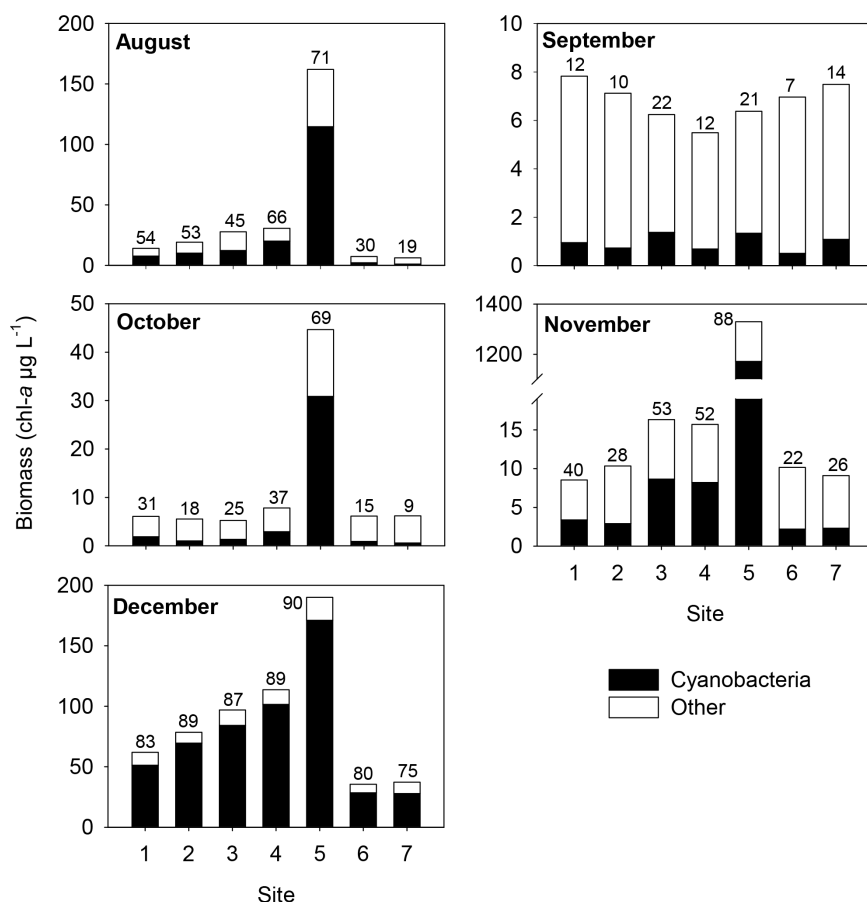 August
200
150
100
50
0
54 53 45 66 71 30 19
September
10
8
6
4
2
0
12 10 22 12 21 7 14
October
50
40
30
20
10
0
31 18 25 37 69 15 9
Biomass (chl-a µg L⁻¹)
November
1400
1200
15
10
5
0
40 28 53 52 88 22 26
1 2 3 4 5 6 7
Site
December
200
150
100
50
0
83 89 87 89 90 80 75
1 2 3 4 5 6 7
Site
Cyanobacteria
Other